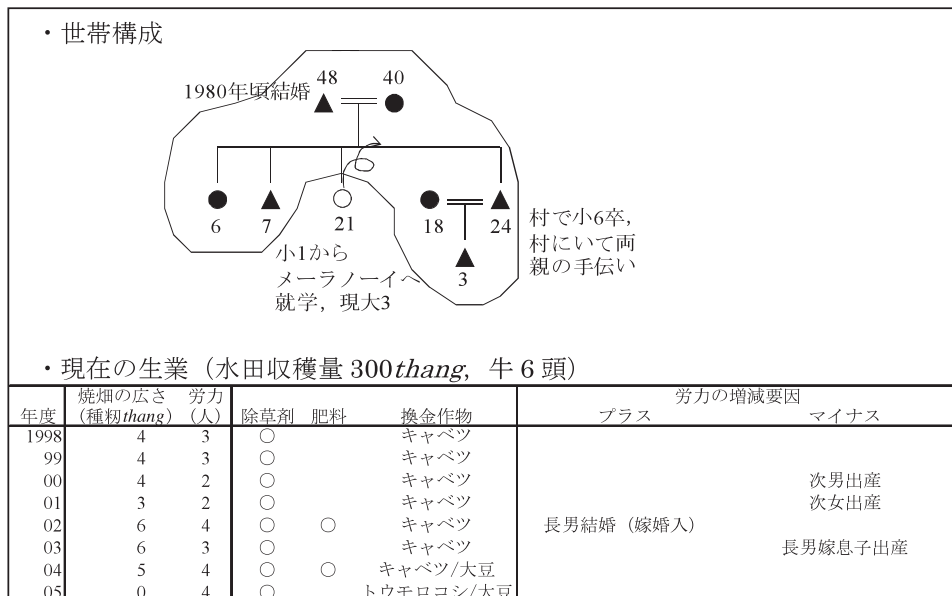 ・世帯構成
48 40
1980年頃結婚
6 7 21 18 24
3
小1から
メーラノーイへ
就学，現大3
村で小6卒，
村にいて両
親の手伝い
・現在の生業（水田収穫量 300thang，牛 6 頭）
焼畑の広さ 労力 労力の増減要因
年度 （種籾thang） （人） 除草剤 肥料 換金作物 プラス マイナス
1998 4 3 ○ キャベツ
99 4 3 ○ キャベツ
00 4 2 ○ キャベツ 次男出産
01 3 2 ○ キャベツ 次女出産
02 6 4 ○ ○ キャベツ 長男結婚（嫁婚入）
03 6 3 ○ キャベツ 長男嫁息子出産
04 5 4 ○ ○ キャベツ/大豆
05 0 4 ○ トウモロコシ/大豆